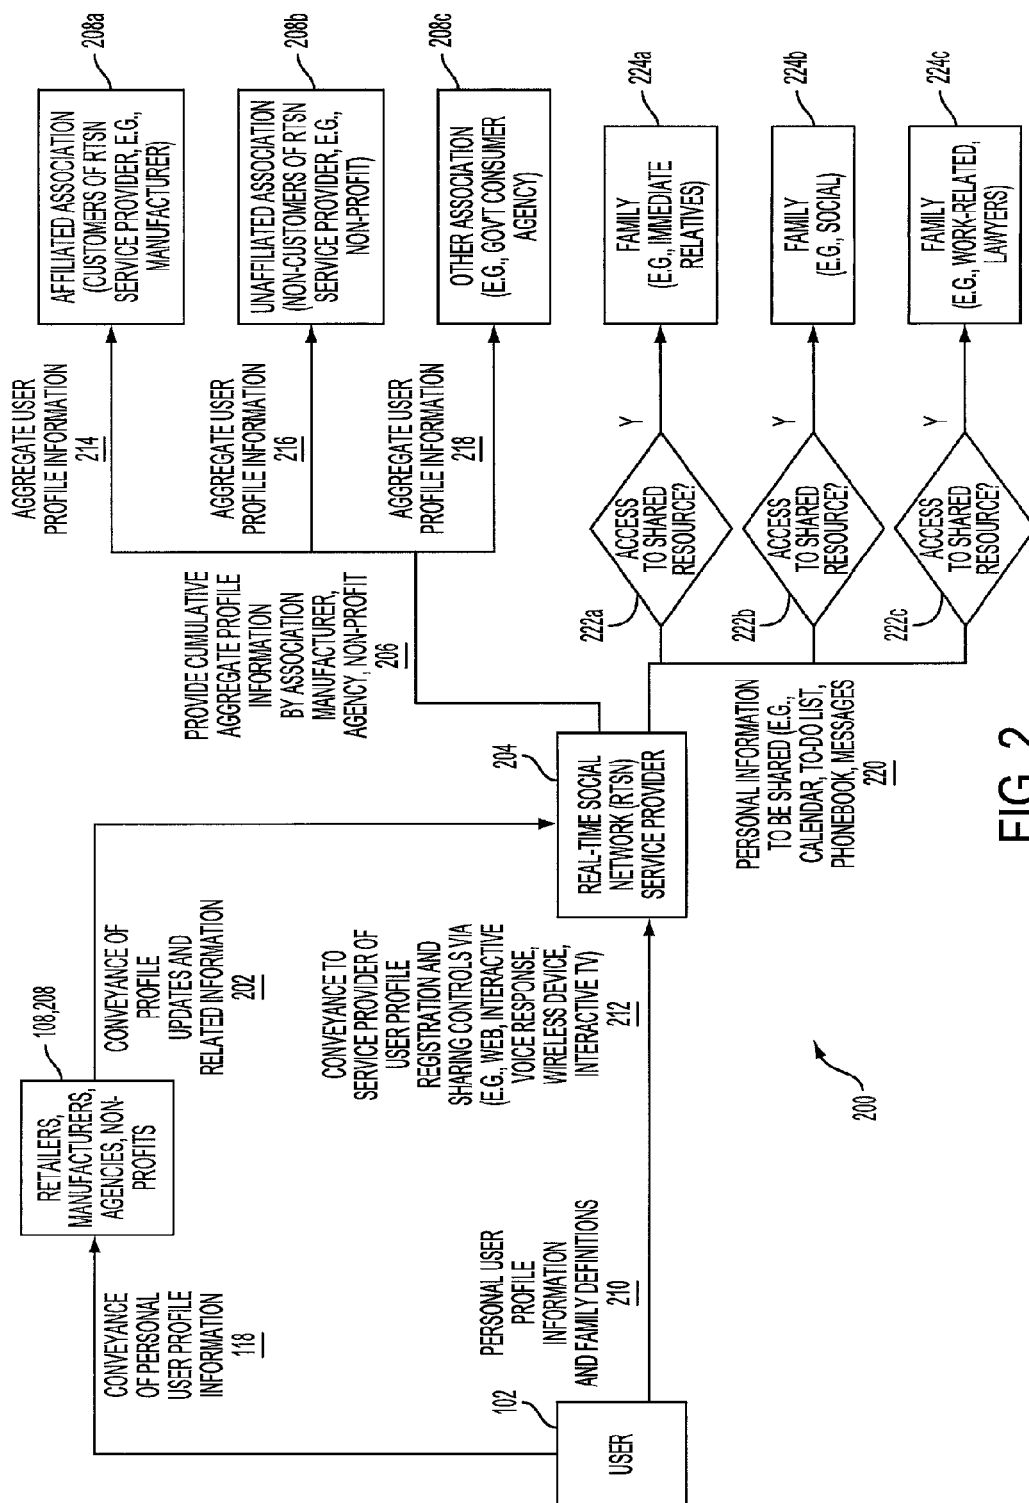 CONVEYANCE
OF PERSONAL
USER PROFILE
INFORMATION
118
108,208
RETAILERS,
MANUFACTURERS,
AGENCIES, NON-
PROFITS
CONVEYANCE OF
PROFILE
UPDATES AND
RELATED INFORMATION
202
102
USER
PERSONAL USER
PROFILE
INFORMATION
AND FAMILY DEFINITIONS
210
CONVEYANCE TO
SERVICE PROVIDER OF
USER PROFILE
REGISTRATION AND
SHARING CONTROLS VIA
(E.G., WEB, INTERACTIVE
VOICE RESPONSE,
WIRELESS DEVICE,
INTERACTIVE TV)
212
204
REAL-TIME SOCIAL
NETWORK (RTSN)
SERVICE PROVIDER
PROVIDE CUMULATIVE
AGGREGATE PROFILE
INFORMATION
BY ASSOCIATION
MANUFACTURER,
AGENCY, NON-PROFIT
206
AGGREGATE USER
PROFILE INFORMATION
214
AFFILIATED ASSOCIATION
(CUSTOMERS OF RTSN
SERVICE PROVIDER, E.G.,
MANUFACTURER)
208a
AGGREGATE USER
PROFILE INFORMATION
216
UNAFFILIATED ASSOCIATION
(NON-CUSTOMERS OF RTSN
SERVICE PROVIDER, E.G.,
NON-PROFIT)
208b
AGGREGATE USER
PROFILE INFORMATION
218
OTHER ASSOCIATION
(E.G., GOV'T CONSUMER
AGENCY)
208c
PERSONAL INFORMATION
TO BE SHARED (E.G.,
CALENDAR, TO-DO LIST,
PHONEBOOK, MESSAGES
220
222a
ACCESS
TO SHARED
RESOURCE?
Y
FAMILY
(E.G., IMMEDIATE
RELATIVES)
224a
222b
ACCESS
TO SHARED
RESOURCE?
Y
FAMILY
(E.G., SOCIAL)
224b
222c
ACCESS
TO SHARED
RESOURCE?
Y
FAMILY
(E.G., WORK-RELATED,
LAWYERS)
224c
200
FIG. 2